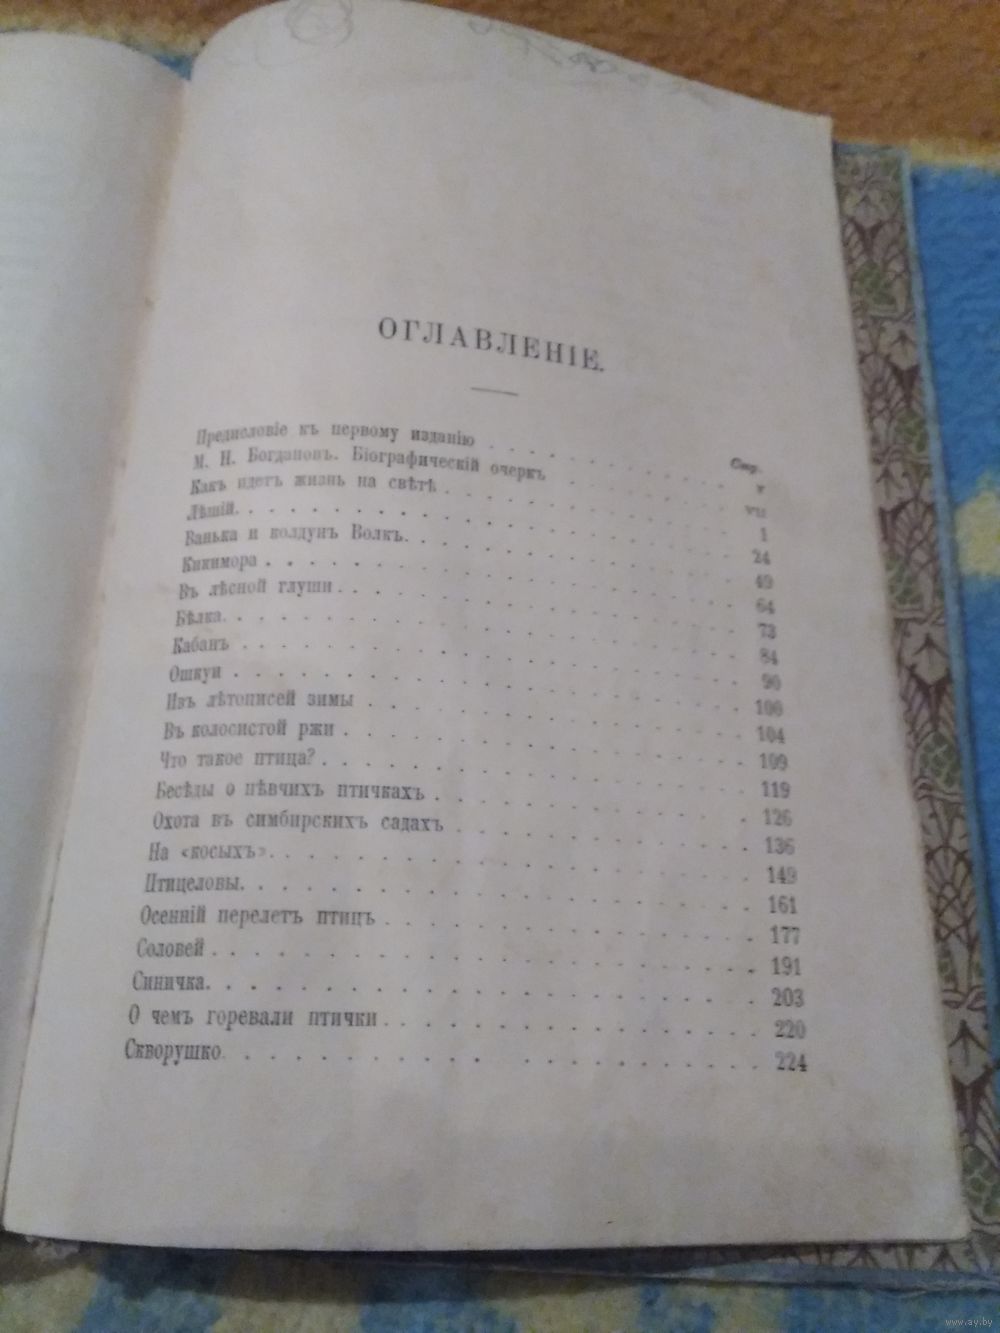 ОГЛАВЛЕНІЕ.
Стр.
Предисловіе къ первому изданію . . . . . . . . . . V
М. Н. Богдановъ. Біографическій очеркъ . . . . . . . VII
Какъ идетъ жизнь на свѣтѣ . . . . . . . . . . . . 1
Лѣшій. . . . . . . . . . . . . . . . . . . . 24
Ванька и колдунъ Волкъ. . . . . . . . . . . . . 49
Кикимора . . . . . . . . . . . . . . . . . . 64
Въ лѣсной глуши . . . . . . . . . . . . . . . 73
Бѣлка. . . . . . . . . . . . . . . . . . . . 84
Кабанъ . . . . . . . . . . . . . . . . . . . 90
Ошкуи . . . . . . . . . . . . . . . . . . . 100
Изъ лѣтописей зимы . . . . . . . . . . . . . . 104
Въ колосистой ржи . . . . . . . . . . . . . . 109
Что такое птица? . . . . . . . . . . . . . . . 119
Бесѣды о пѣвчихъ птичкахъ . . . . . . . . . . . 126
Охота въ симбирскихъ садахъ . . . . . . . . . . 136
На «косыхъ». . . . . . . . . . . . . . . . . 149
Птицеловы. . . . . . . . . . . . . . . . . . 161
Осенній перелетъ птицъ . . . . . . . . . . . . 177
Соловей . . . . . . . . . . . . . . . . . . . 191
Синичка. . . . . . . . . . . . . . . . . . . 203
О чемъ горевали птички . . . . . . . . . . . . 220
Скворушко. . . . . . . . . . . . . . . . . . 224
www.ay.by